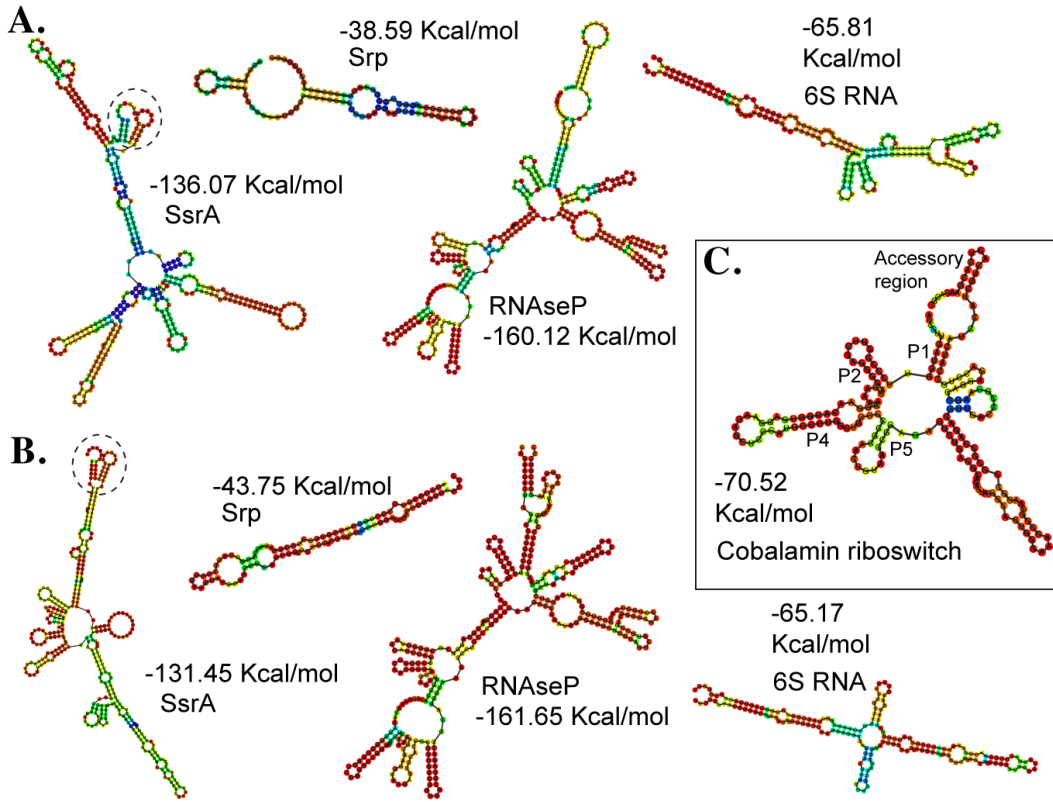 A.
-38.59 Kcal/mol
Srp
-65.81
Kcal/mol
6S RNA
-136.07 Kcal/mol
SsrA
RNAseP
-160.12 Kcal/mol
C.
Accessory
region
P1
P2
P4
P5
-70.52
Kcal/mol
Cobalamin riboswitch
B.
-43.75 Kcal/mol
Srp
-131.45 Kcal/mol
SsrA
RNAseP
-161.65 Kcal/mol
-65.17
Kcal/mol
6S RNA